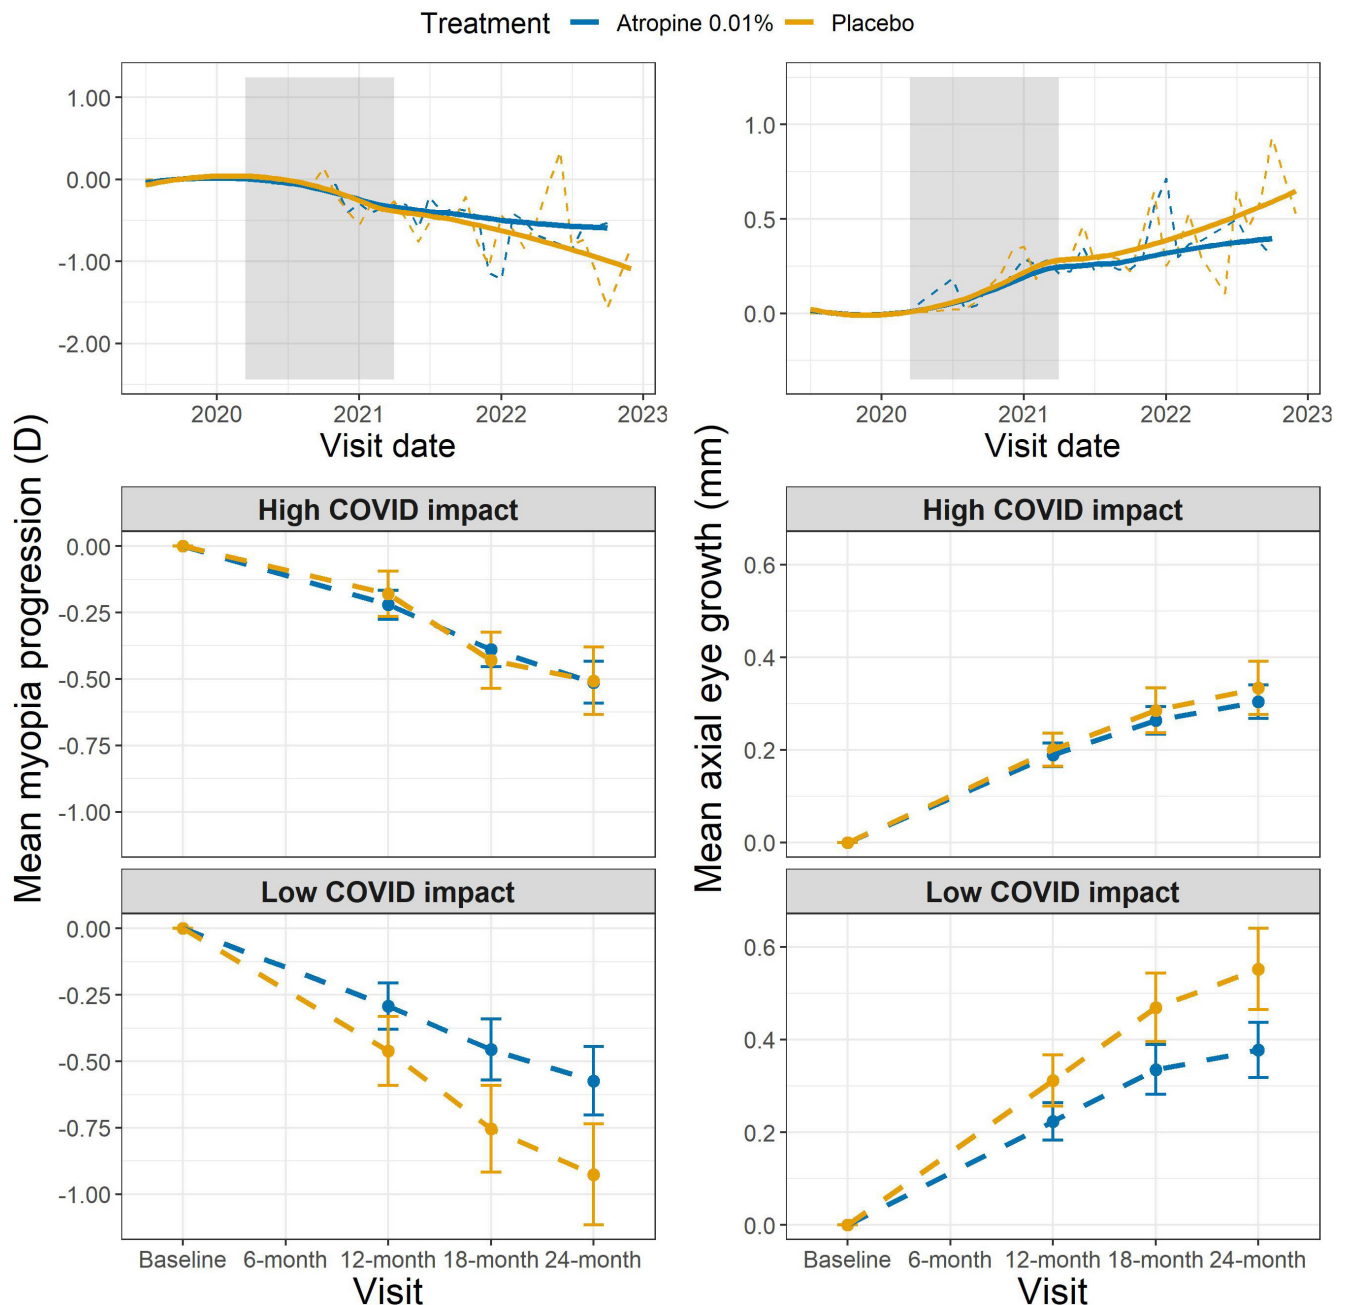 Treatment Atropine 0.01% Placebo
1.00
0.00
-1.00
-2.00
2020 2021 2022 2023
Visit date
1.0
0.5
0.0
2020 2021 2022 2023
Visit date
Mean myopia progression (D)
High COVID impact
0.00
-0.25
-0.50
-0.75
-1.00
Low COVID impact
0.00
-0.25
-0.50
-0.75
-1.00
Baseline 6-month 12-month 18-month 24-month
Visit
Mean axial eye growth (mm)
High COVID impact
0.6
0.4
0.2
0.0
Low COVID impact
0.6
0.4
0.2
0.0
Baseline 6-month 12-month 18-month 24-month
Visit